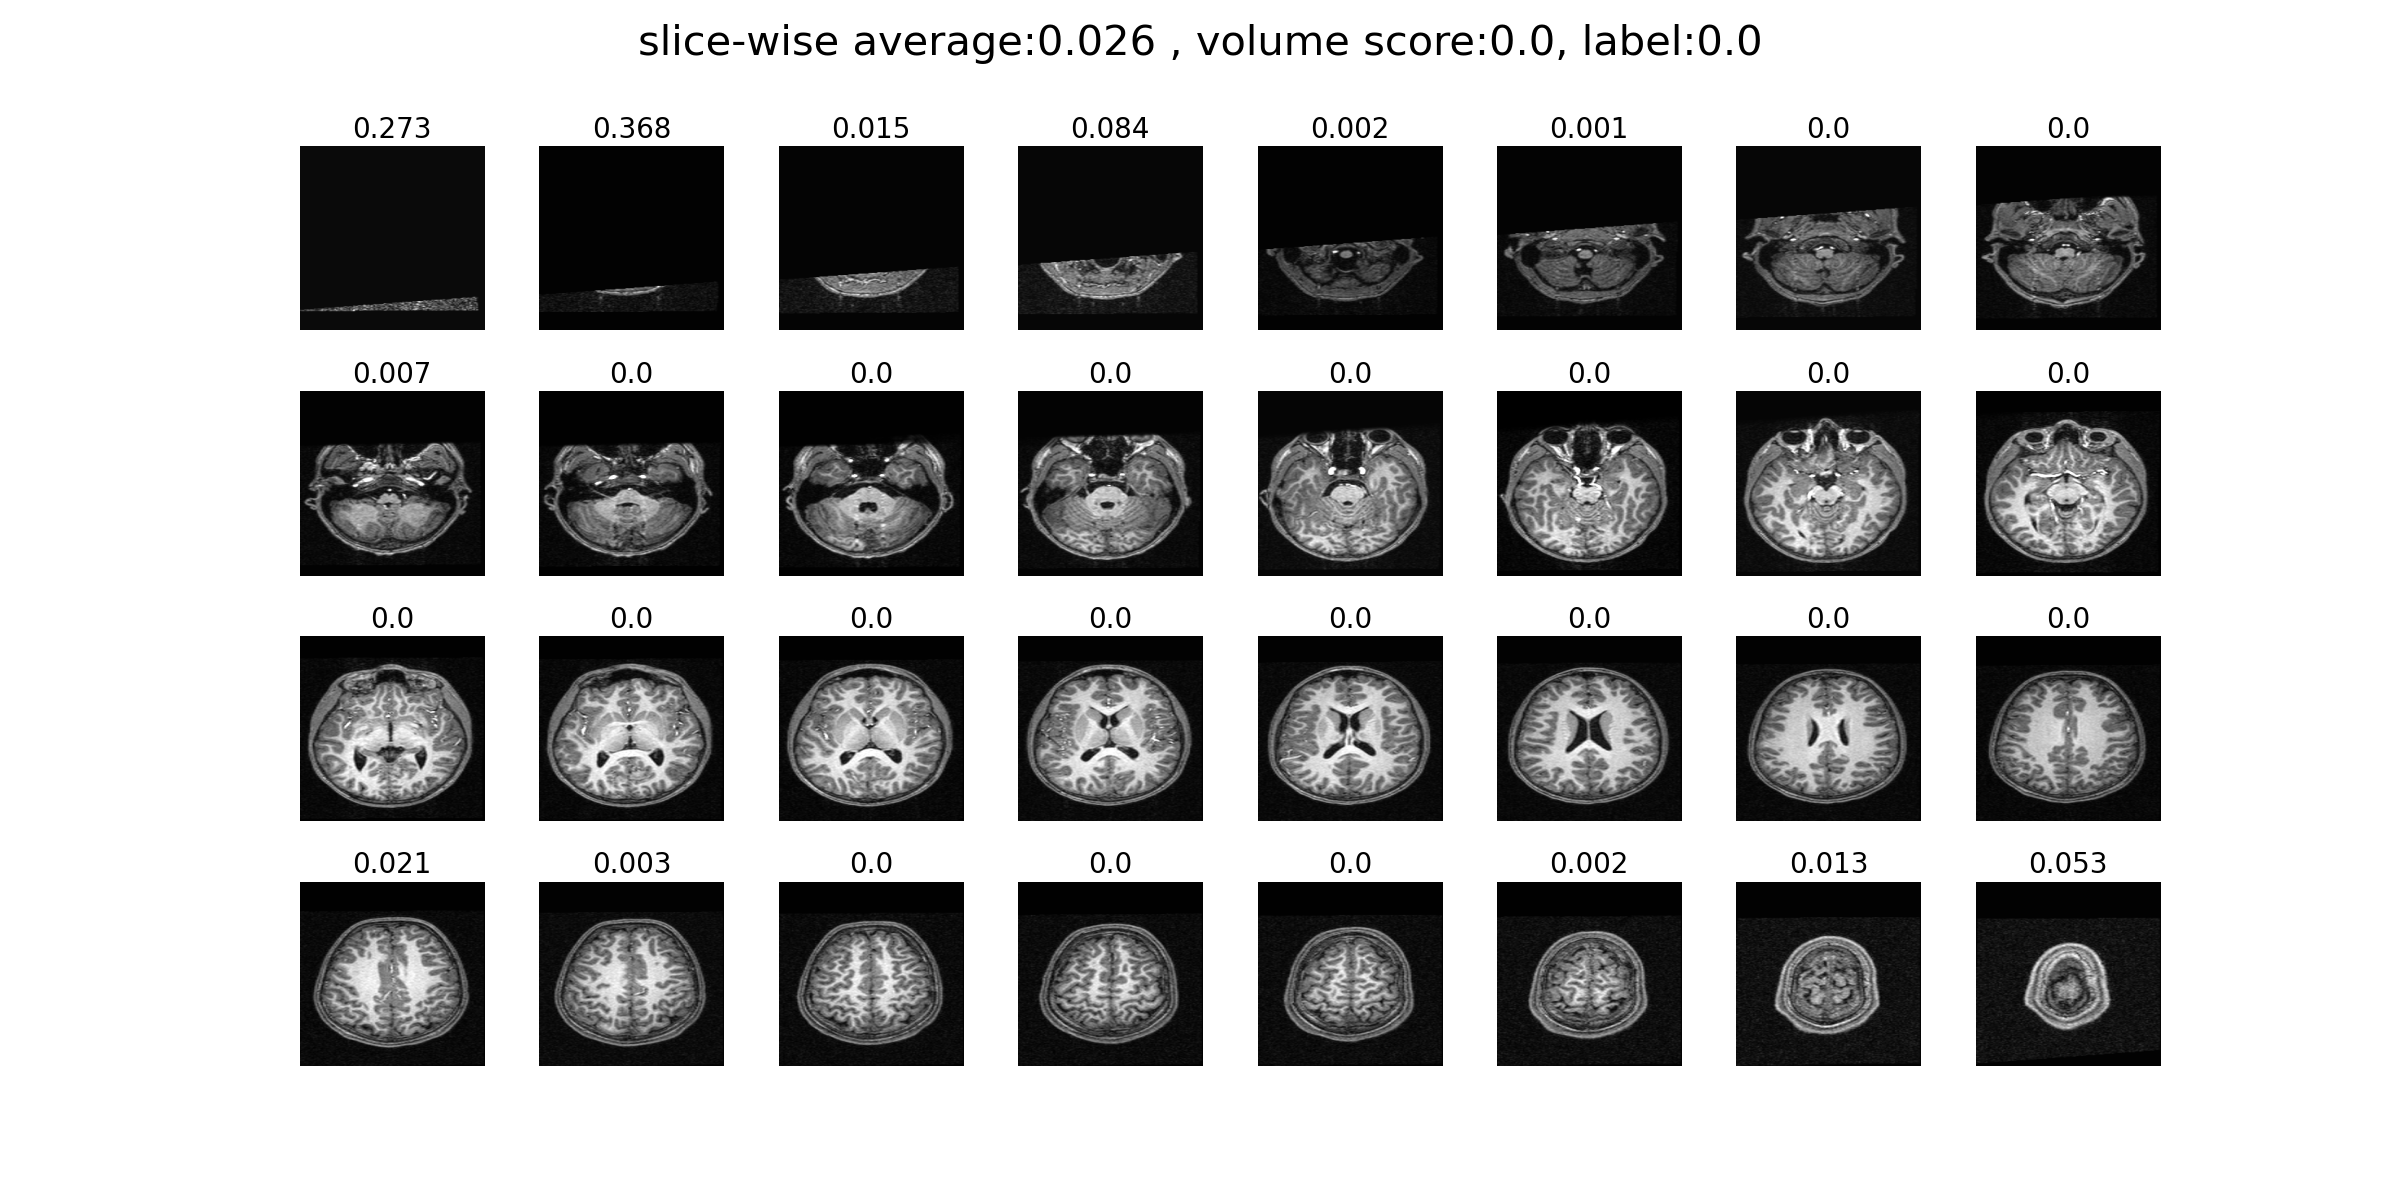 slice-wise average:0.026 , volume score:0.0, label:0.0
0.273 0.368 0.015 0.084 0.002 0.001 0.0 0.0
0.007 0.0 0.0 0.0 0.0 0.0 0.0 0.0
0.0 0.0 0.0 0.0 0.0 0.0 0.0 0.0
0.021 0.003 0.0 0.0 0.0 0.002 0.013 0.053